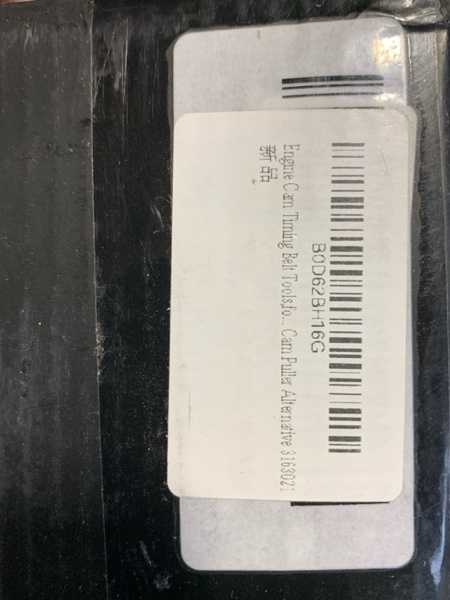 B0D62BH16G
Engine Cam Timing Belt Tools,fo... Cam Puller Alternative 3163021
新品